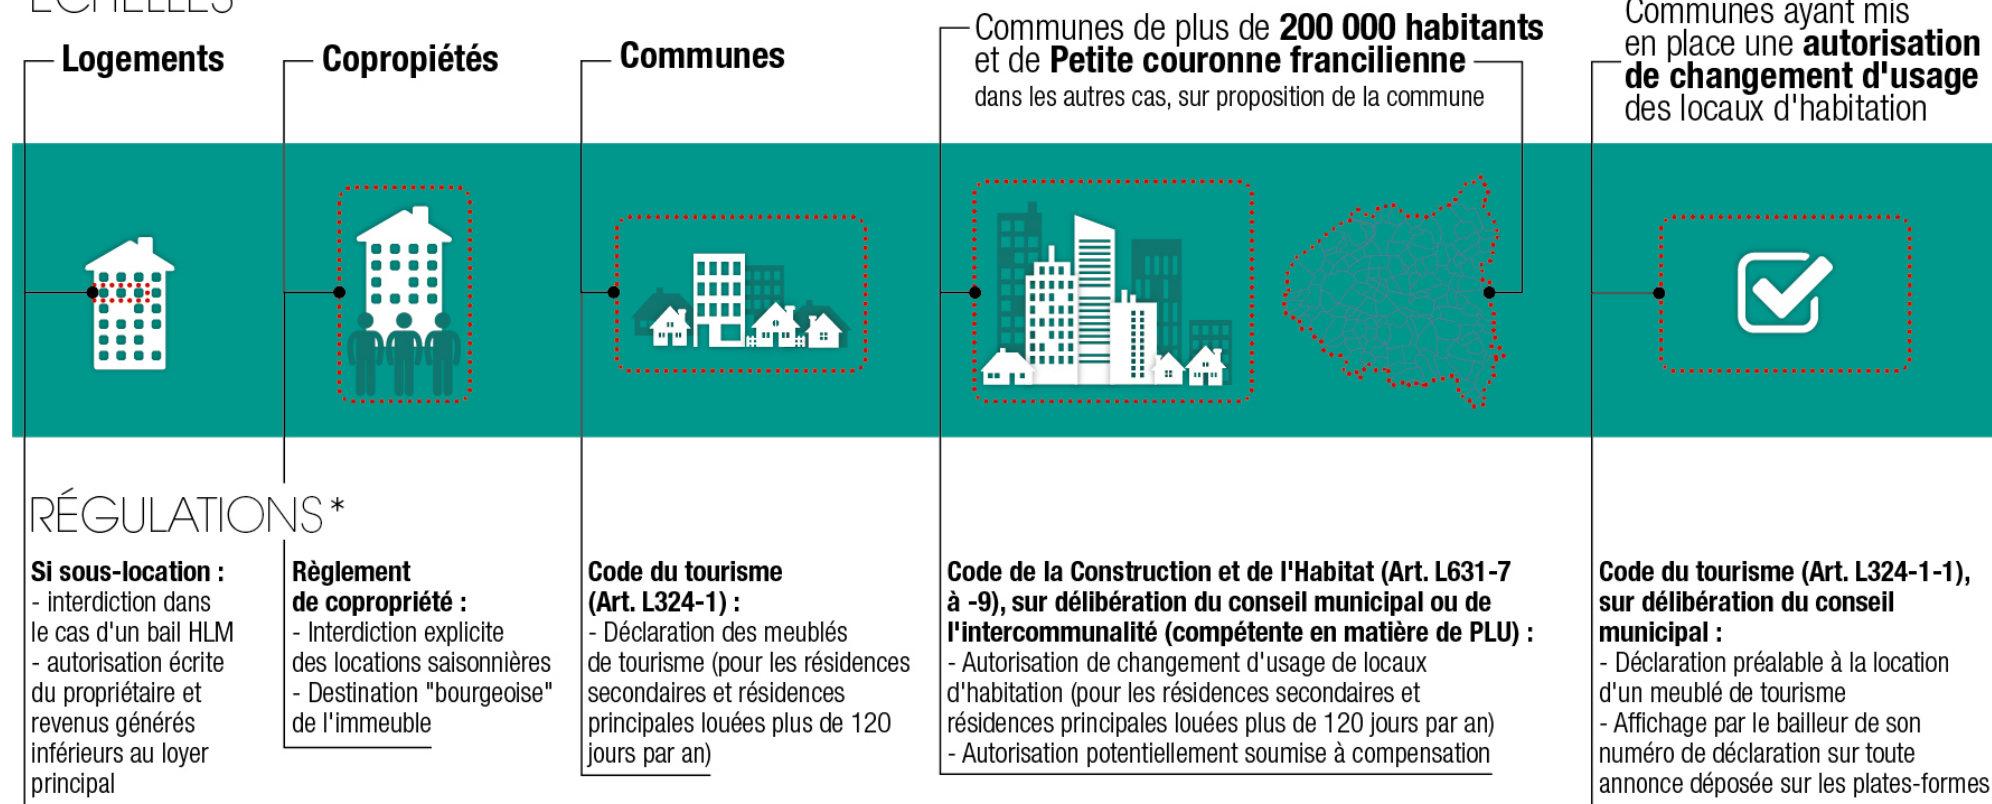 ÉCHELLES
Logements
Copropiétés
Communes
Communes de plus de 200 000 habitants
et de Petite couronne francilienne
dans les autres cas, sur proposition de la commune
Communes ayant mis
en place une autorisation
de changement d'usage
des locaux d'habitation
RÉGULATIONS*
Si sous-location :
- interdiction dans
le cas d'un bail HLM
- autorisation écrite
du propriétaire et
revenus générés
inférieurs au loyer
principal
Règlement
de copropriété :
- Interdiction explicite
des locations saisonnières
- Destination "bourgeoise"
de l'immeuble
Code du tourisme
(Art. L324-1) :
- Déclaration des meublés
de tourisme (pour les résidences
secondaires et résidences
principales louées plus de 120
jours par an)
Code de la Construction et de l'Habitat (Art. L631-7
à -9), sur délibération du conseil municipal ou de
l'intercommunalité (compétente en matière de PLU) :
- Autorisation de changement d'usage de locaux
d'habitation (pour les résidences secondaires et
résidences principales louées plus de 120 jours par an)
- Autorisation potentiellement soumise à compensation
Code du tourisme (Art. L324-1-1),
sur délibération du conseil
municipal :
- Déclaration préalable à la location
d'un meublé de tourisme
- Affichage par le bailleur de son
numéro de déclaration sur toute
annonce déposée sur les plates-formes